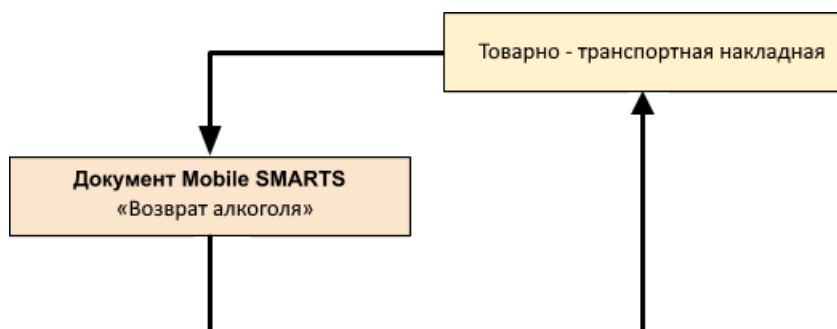 Товарно - транспортная накладная
Документ Mobile SMARTS
«Возврат алкоголя»